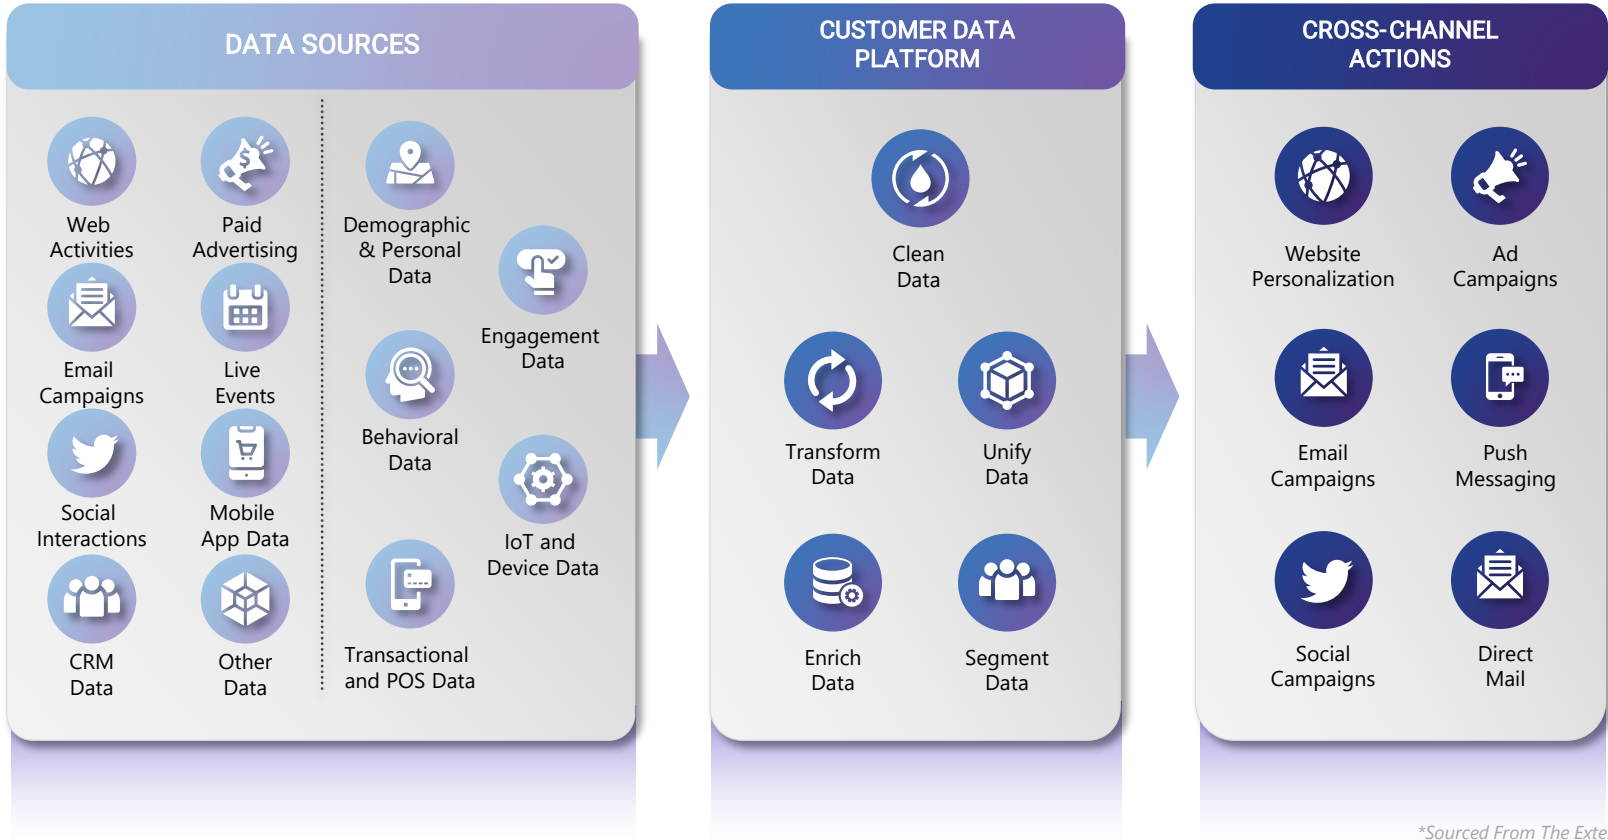 DATA SOURCES
Web
Activities
Paid
Advertising
Email
Campaigns
Live
Events
Social
Interactions
Mobile
App Data
CRM
Data
Other
Data
Demographic
& Personal
Data
Engagement
Data
Behavioral
Data
IoT and
Device Data
Transactional
and POS Data
CUSTOMER DATA
PLATFORM
Clean
Data
Transform
Data
Unify
Data
Enrich
Data
Segment
Data
CROSS-CHANNEL
ACTIONS
Website
Personalization
Ad
Campaigns
Email
Campaigns
Push
Messaging
Social
Campaigns
Direct
Mail
$
*Sourced From The Exte